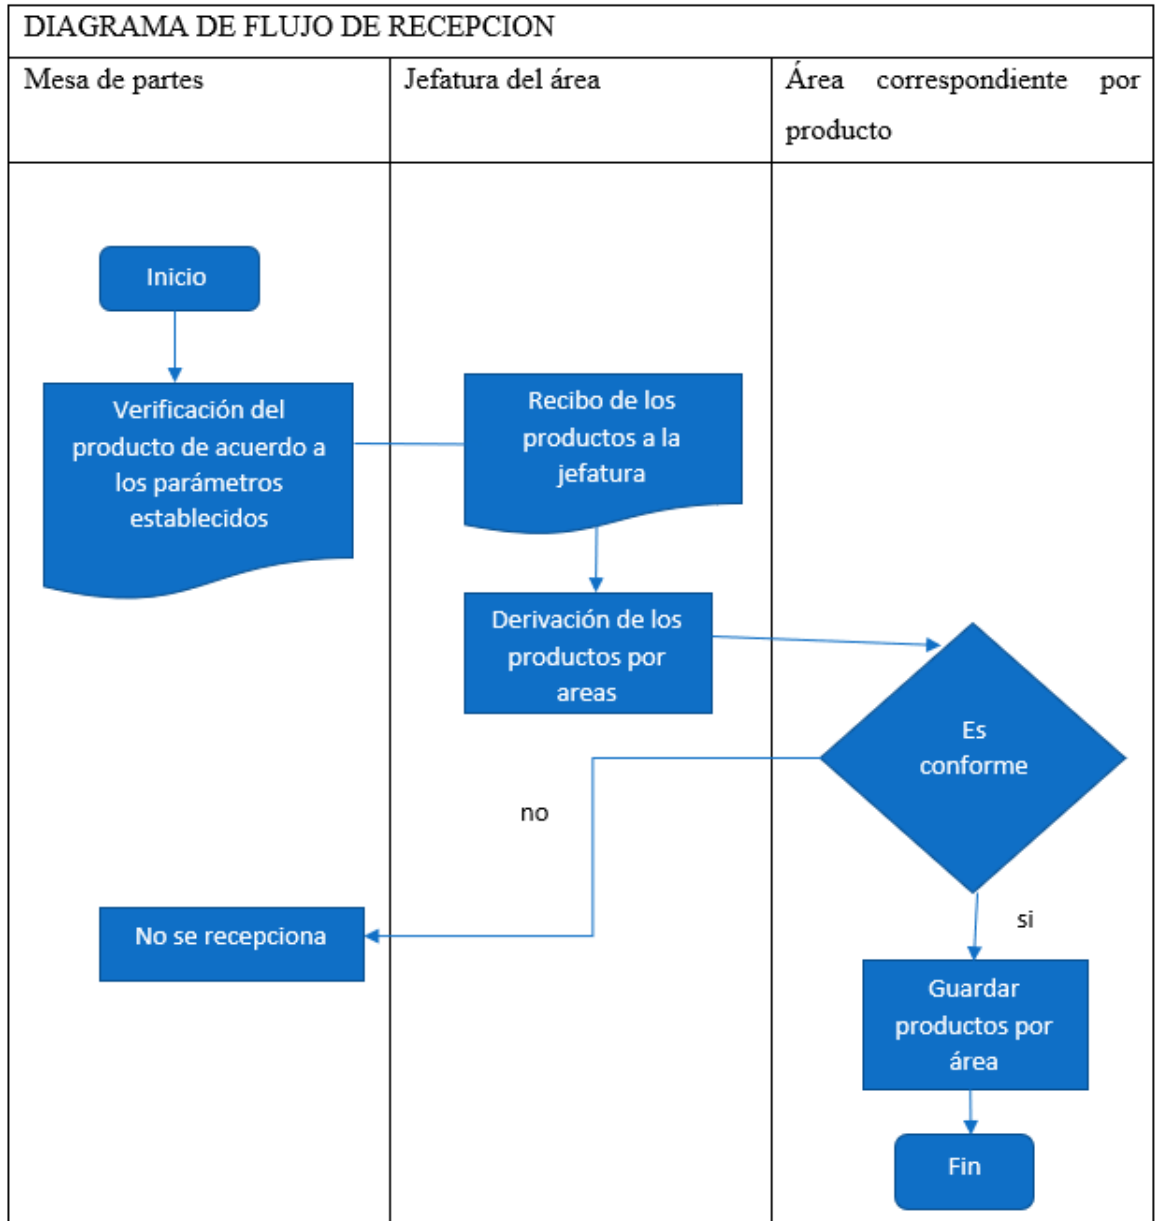 DIAGRAMA DE FLUJO DE RECEPCION
Mesa de partes
Jefatura del área
Área correspondiente por
producto
Inicio
Verificación del
producto de acuerdo a
los parámetros
establecidos
Recibo de los
productos a la
jefatura
Derivación de los
productos por
areas
Es
conforme
no
No se recepciona
si
Guardar
productos por
área
Fin